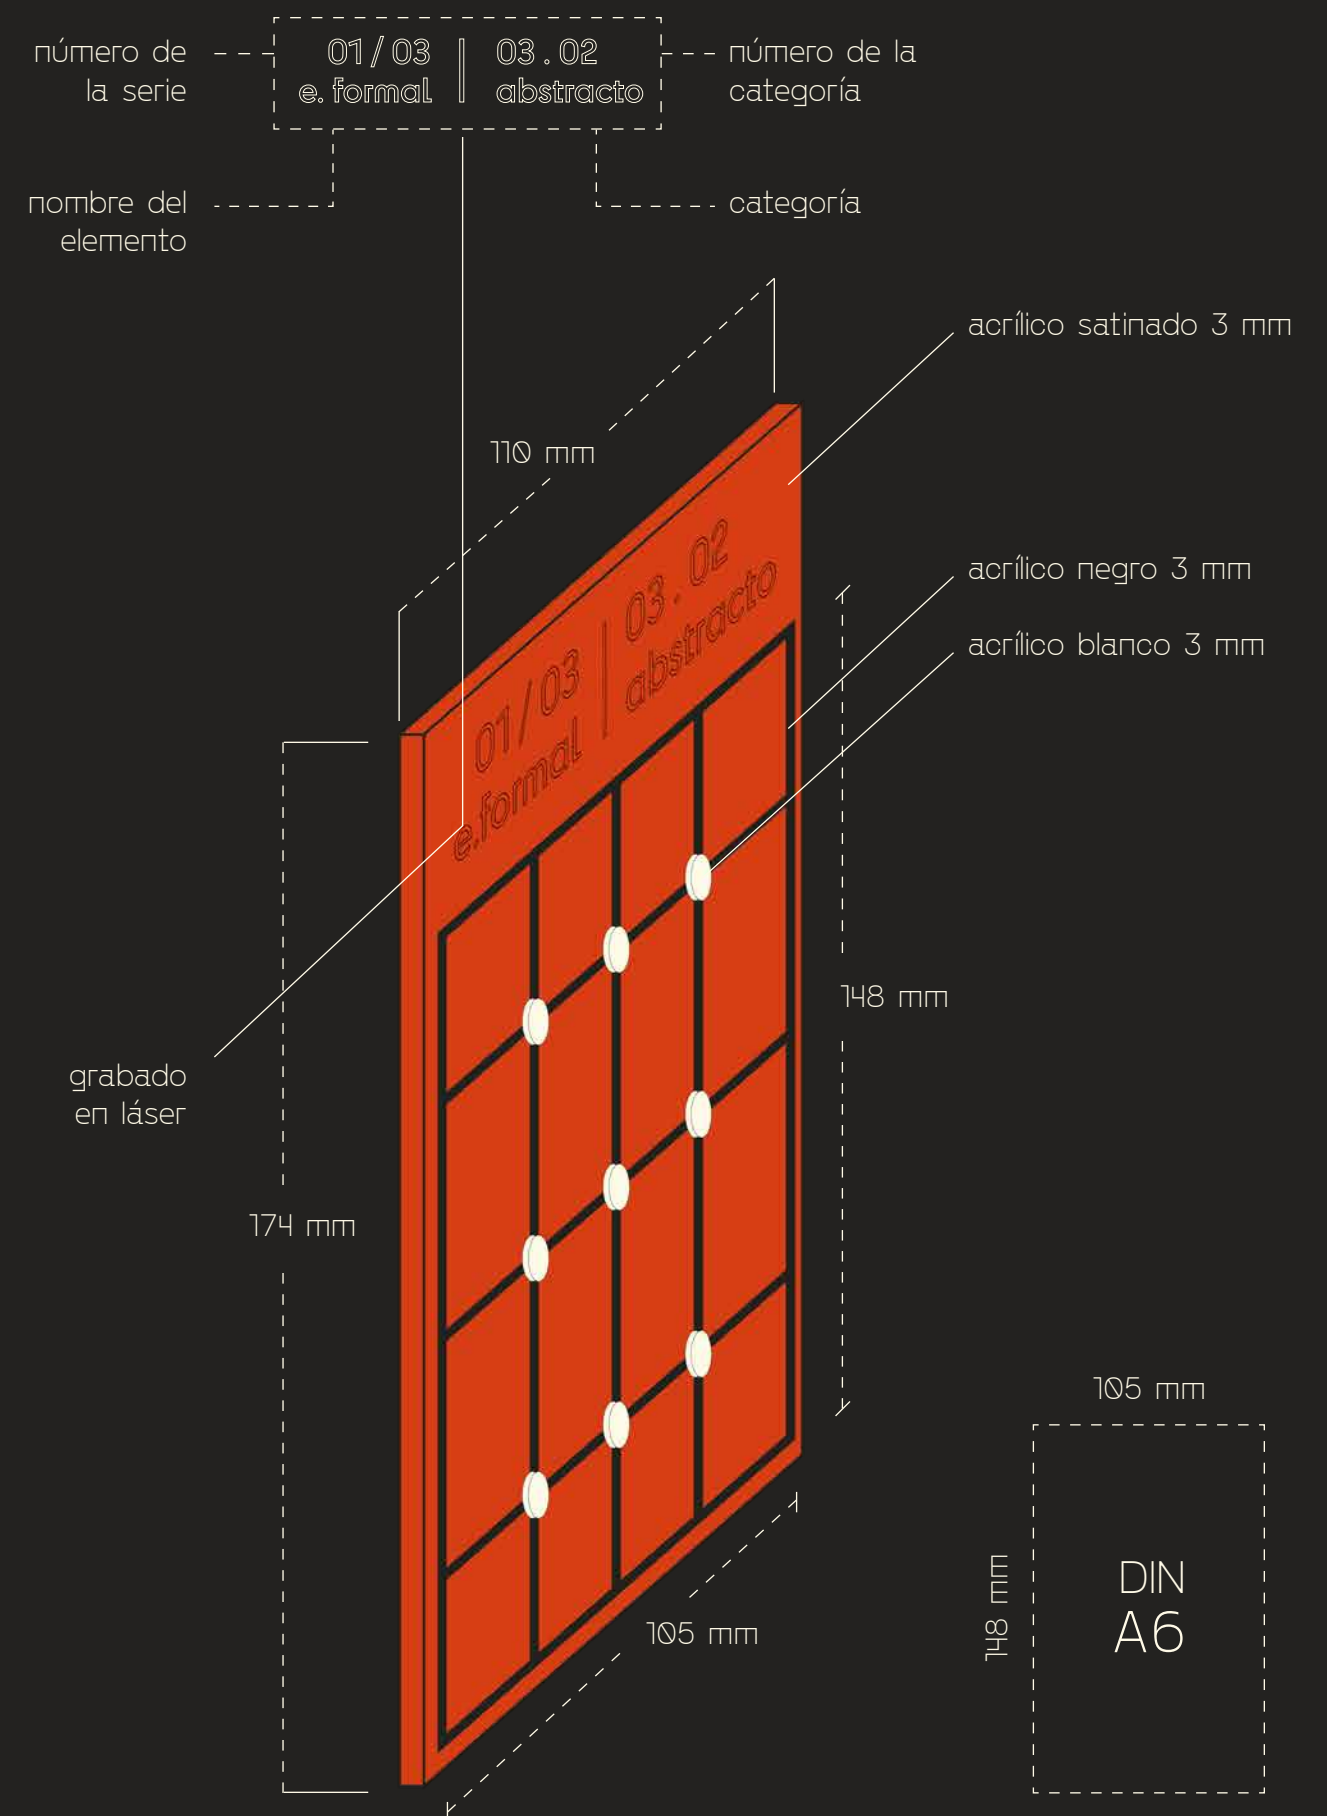 número de
la serie
01/03 | 03.02
e. formal | abstracto
número de la
categoría
nombre del
elemento
categoría
acrílico satinado 3 mm
110 mm
01/03 | 03.02
e.formal | abstracto
acrílico negro 3 mm
acrílico blanco 3 mm
148 mm
grabado
en láser
174 mm
105 mm
148 mm
DIN
A6
105 mm